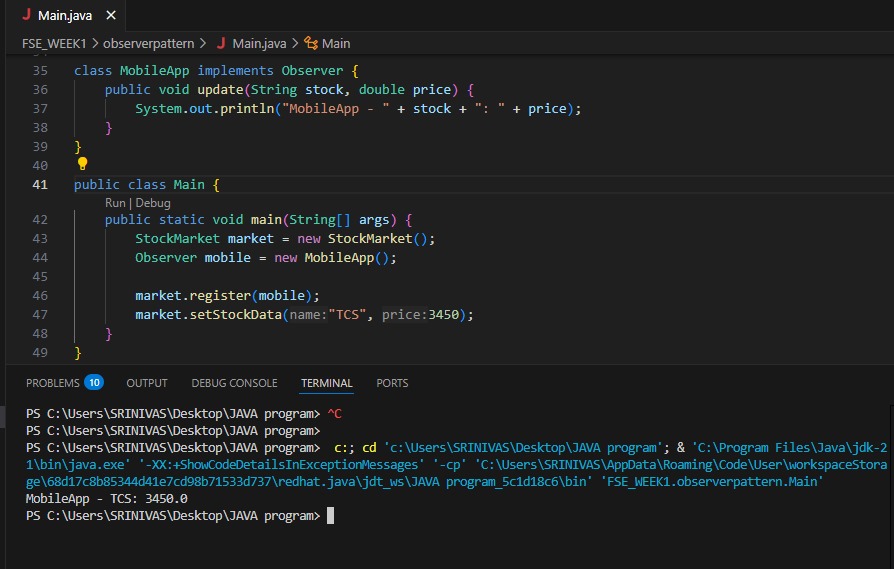 Main.java
FSE_WEEK1 > observerpattern > Main.java > Main
35 class MobileApp implements Observer {
36 public void update(String stock, double price) {
37 System.out.println("MobileApp - " + stock + ": " + price);
38 }
39 }
40
41 public class Main {
Run | Debug
42 public static void main(String[] args) {
43 StockMarket market = new StockMarket();
44 Observer mobile = new MobileApp();
45
46 market.register(mobile);
47 market.setStockData(name:"TCS", price:3450);
48 }
49 }
PROBLEMS 10 OUTPUT DEBUG CONSOLE TERMINAL PORTS
PS C:\Users\SRINIVAS\Desktop\JAVA program> ^C
PS C:\Users\SRINIVAS\Desktop\JAVA program>
PS C:\Users\SRINIVAS\Desktop\JAVA program> c:; cd 'c:\Users\SRINIVAS\Desktop\JAVA program'; & 'C:\Program Files\Java\jdk-2
1\bin\java.exe' '-XX:+ShowCodeDetailsInExceptionMessages' '-cp' 'C:\Users\SRINIVAS\AppData\Roaming\Code\User\workspaceStora
ge\68d17c8b85344d41e7cd98b71533d737\redhat.java\jdt_ws\JAVA program_5c1d18c6\bin' 'FSE_WEEK1.observerpattern.Main'
MobileApp - TCS: 3450.0
PS C:\Users\SRINIVAS\Desktop\JAVA program>